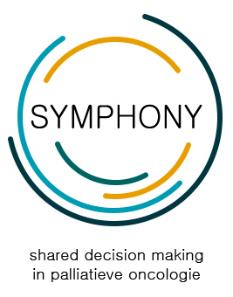 SYMPHONY
shared decision making
in palliatieve oncologie